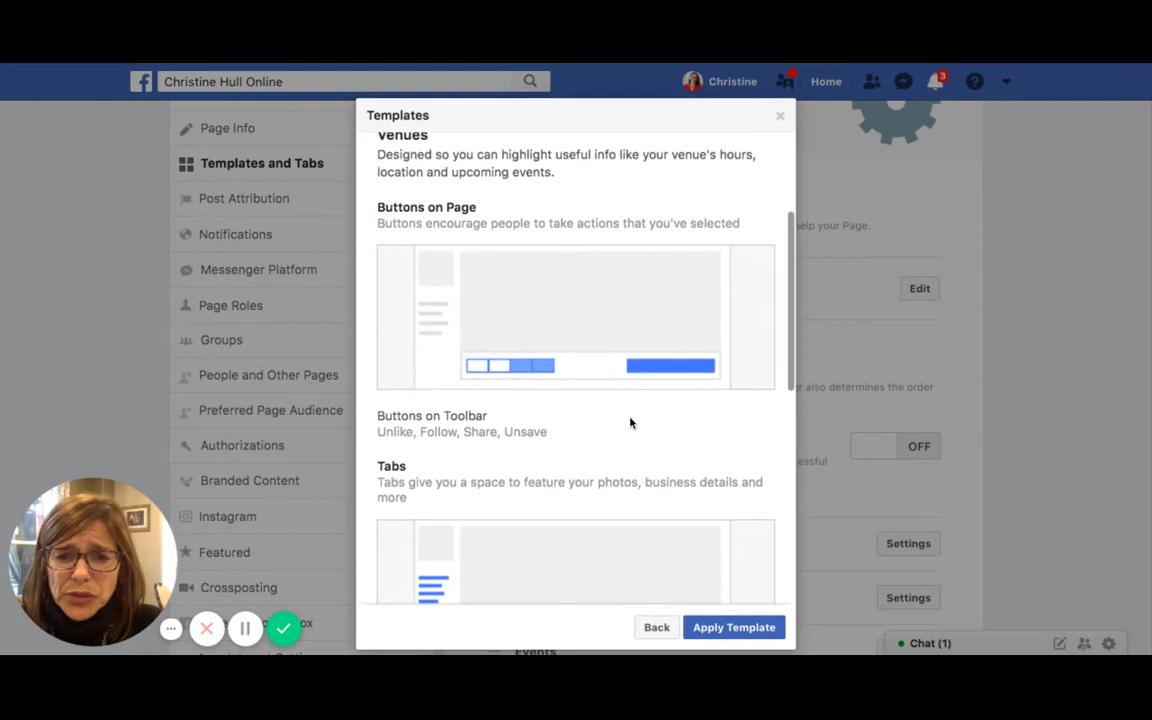 Christine Hull Online
Christine
Home
3
Page Info
Templates and Tabs
Post Attribution
Notifications
Messenger Platform
Page Roles
Groups
People and Other Pages
Preferred Page Audience
Authorizations
Branded Content
Instagram
Featured
Crossposting
ox
Templates
Venues
Designed so you can highlight useful info like your venue's hours,
location and upcoming events.
Buttons on Page
Buttons encourage people to take actions that you've selected
Buttons on Toolbar
Unlike, Follow, Share, Unsave
Tabs
Tabs give you a space to feature your photos, business details and
more
Back
Apply Template
help your Page.
Edit
er also determines the order
OFF
successful
Settings
Settings
Events
Chat (1)